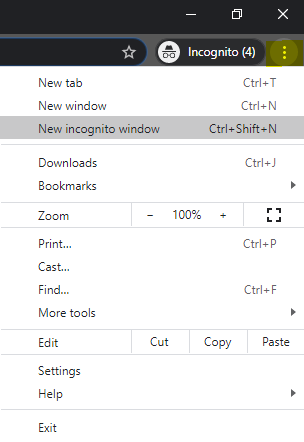 Incognito (4)
New tab Ctrl+T
New window Ctrl+N
New incognito window Ctrl+Shift+N
Downloads Ctrl+J
Bookmarks
Zoom − 100% +
Print... Ctrl+P
Cast...
Find... Ctrl+F
More tools
Edit Cut Copy Paste
Settings
Help
Exit